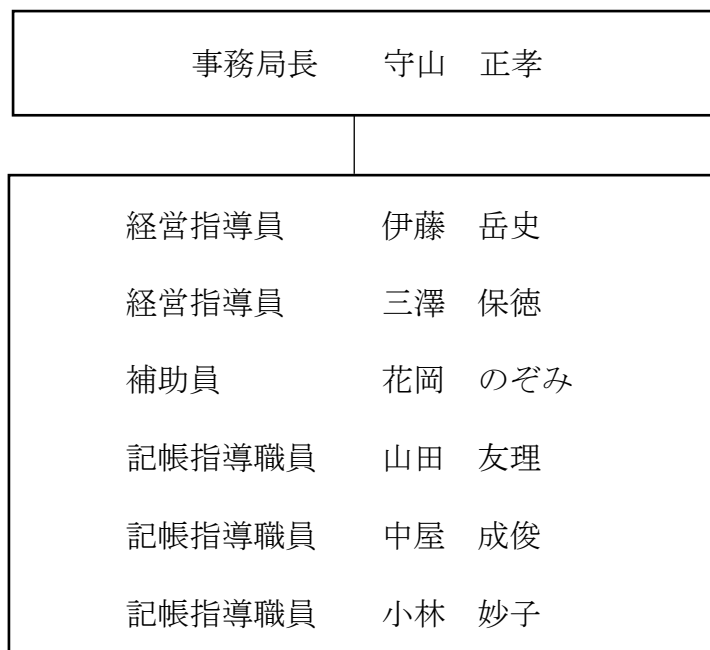 事務局長　守山　正孝
経営指導員　伊藤　岳史
経営指導員　三澤　保徳
補助員　花岡　のぞみ
記帳指導職員　山田　友理
記帳指導職員　中屋　成俊
記帳指導職員　小林　妙子